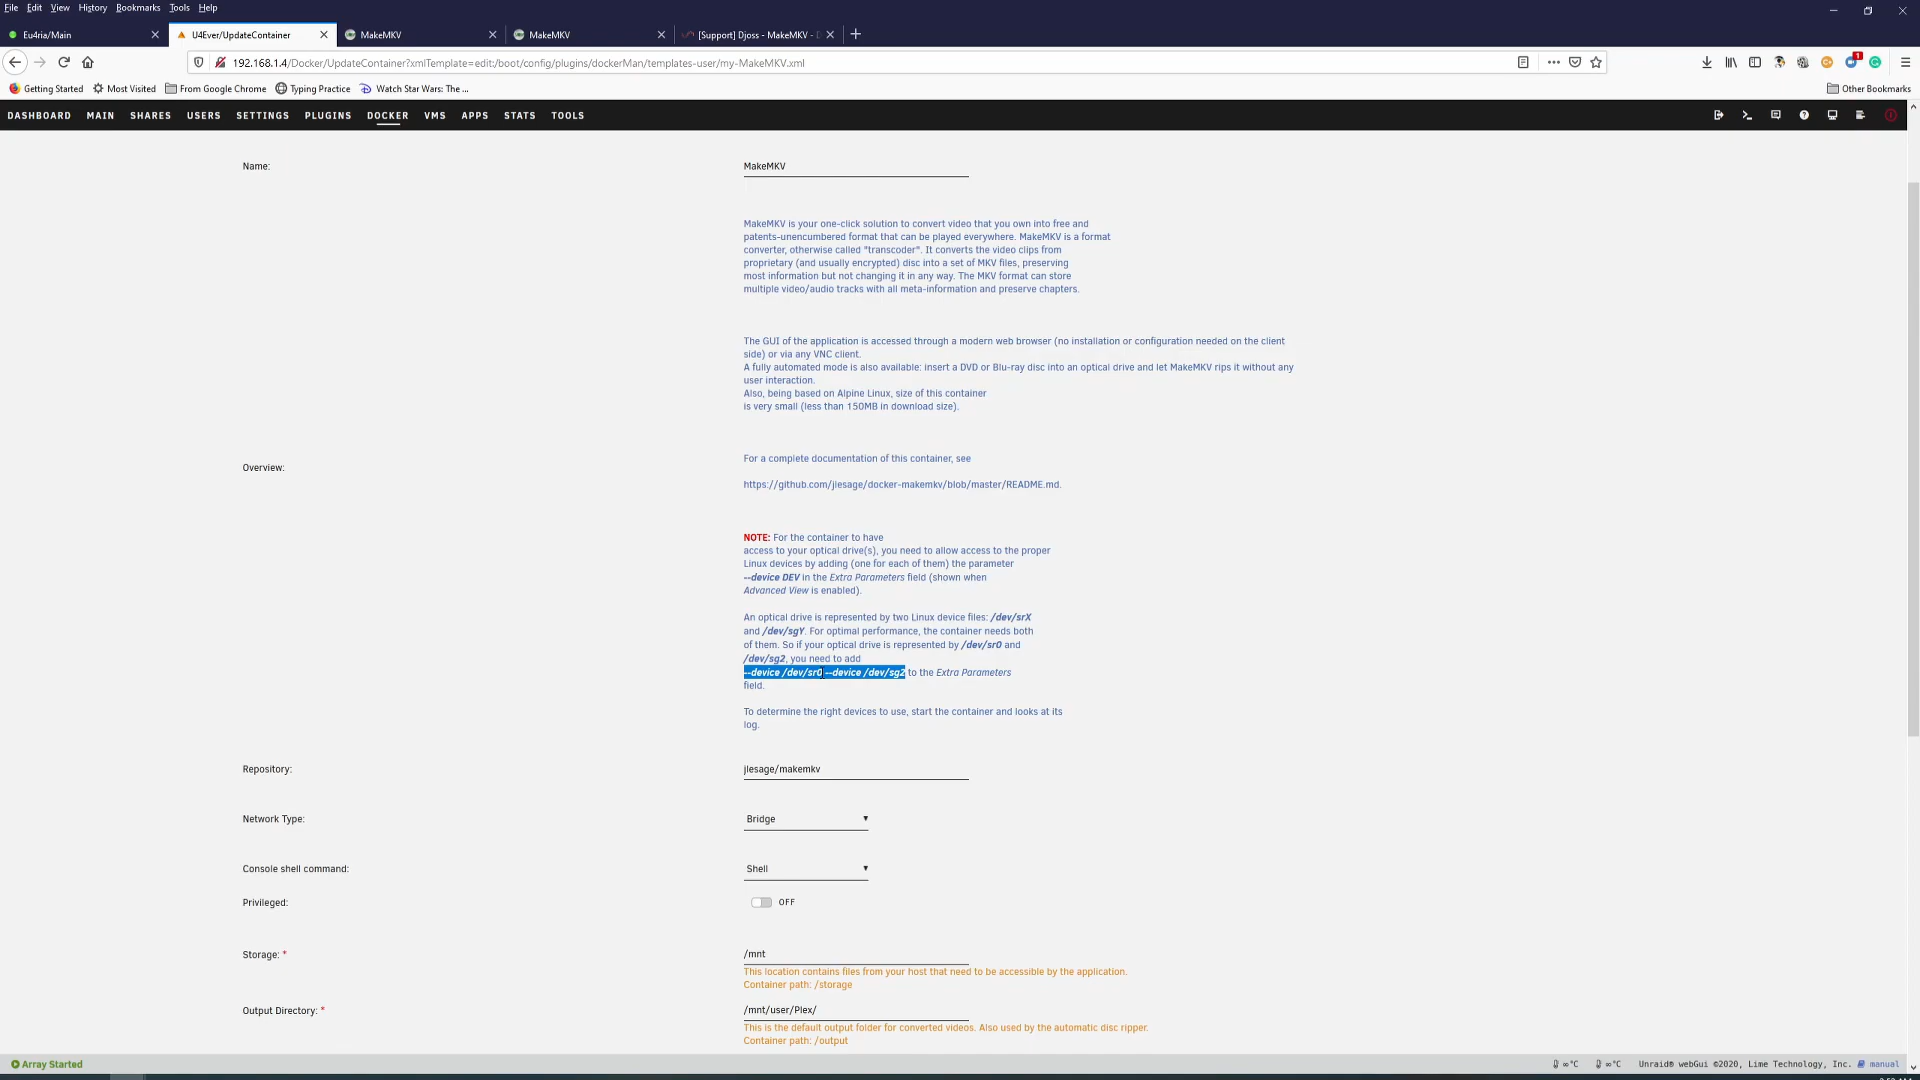 File Edit View History Bookmarks Tools Help
Eu4ria/Main
U4Ever/UpdateContainer
MakeMKV
MakeMKV
[Support] Djoss - MakeMKV -
192.168.1.4/Docker/UpdateContainer?xmlTemplate=edit:/boot/config/plugins/dockerMan/templates-user/my-MakeMKV.xml
1
Getting Started Most Visited From Google Chrome Typing Practice Watch Star Wars: The ... Other Bookmarks
DASHBOARD MAIN SHARES USERS SETTINGS PLUGINS DOCKER VMS APPS STATS TOOLS
Name: MakeMKV
MakeMKV is your one-click solution to convert video that you own into free and
patents-unencumbered format that can be played everywhere. MakeMKV is a format
converter, otherwise called "transcoder". It converts the video clips from
proprietary (and usually encrypted) disc into a set of MKV files, preserving
most information but not changing it in any way. The MKV format can store
multiple video/audio tracks with all meta-information and preserve chapters.
The GUI of the application is accessed through a modern web browser (no installation or configuration needed on the client
side) or via any VNC client.
A fully automated mode is also available: insert a DVD or Blu-ray disc into an optical drive and let MakeMKV rips it without any
user interaction.
Also, being based on Alpine Linux, size of this container
is very small (less than 150MB in download size).
For a complete documentation of this container, see
Overview:
https://github.com/jlesage/docker-makemkv/blob/master/README.md.
NOTE: For the container to have
access to your optical drive(s), you need to allow access to the proper
Linux devices by adding (one for each of them) the parameter
--device DEV in the Extra Parameters field (shown when
Advanced View is enabled).
An optical drive is represented by two Linux device files: /dev/srX
and /dev/sgY. For optimal performance, the container needs both
of them. So if your optical drive is represented by /dev/sr0 and
/dev/sg2, you need to add
--device /dev/sr0 --device /dev/sg2 to the Extra Parameters
field.
To determine the right devices to use, start the container and looks at its
log.
Repository: jlesage/makemkv
Network Type: Bridge
Console shell command: Shell
Privileged: OFF
Storage: * /mnt
This location contains files from your host that need to be accessible by the application.
Container path: /storage
Output Directory: * /mnt/user/Plex/
This is the default output folder for converted videos. Also used by the automatic disc ripper.
Container path: /output
Array Started ∞°C ∞°C Unraid® webGui ©2020, Lime Technology, Inc. manual